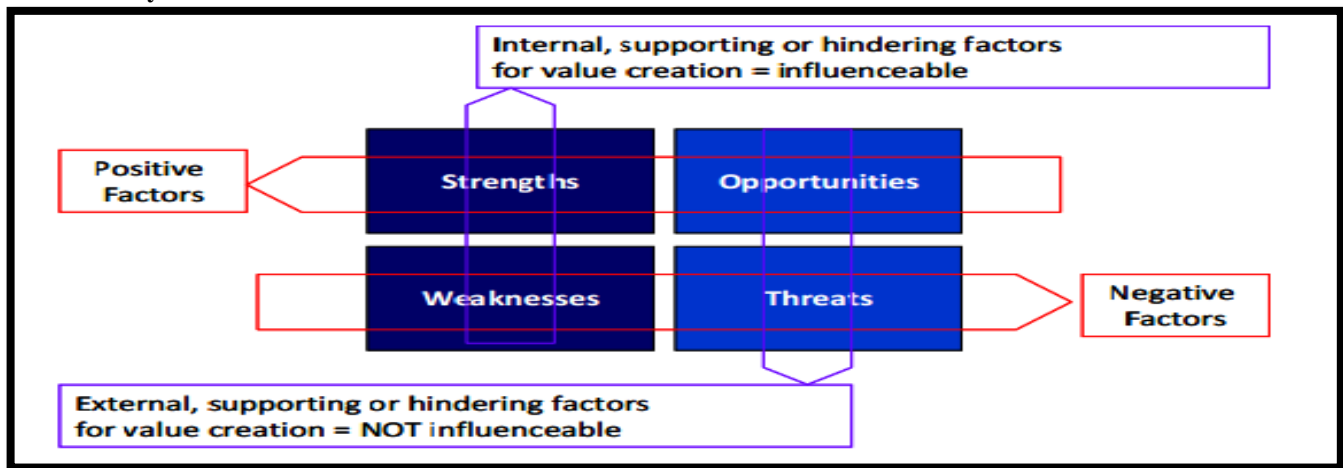 Internal, supporting or hindering factors
for value creation = influenceable
Positive
Factors
Strengths
Opportunities
Weaknesses
Threats
Negative
Factors
External, supporting or hindering factors
for value creation = NOT influenceable